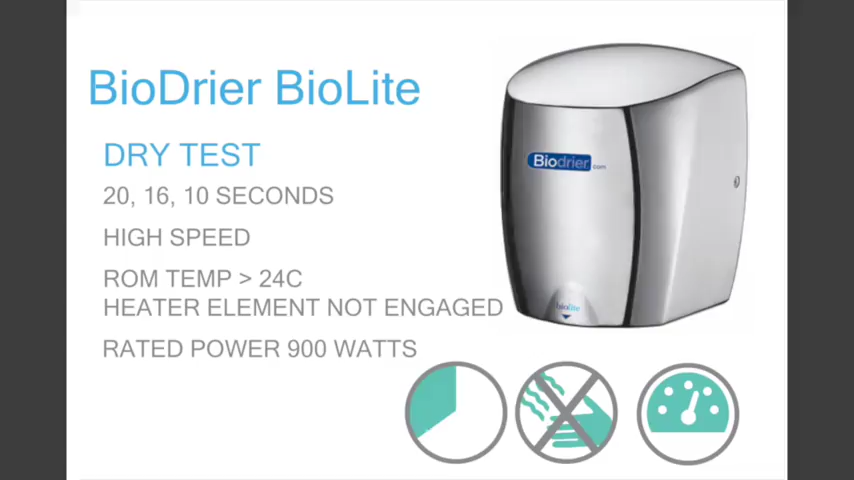 BioDrier BioLite
DRY TEST
20, 16, 10 SECONDS
HIGH SPEED
ROM TEMP > 24C
HEATER ELEMENT NOT ENGAGED
RATED POWER 900 WATTS
Biodrier.com
biolite